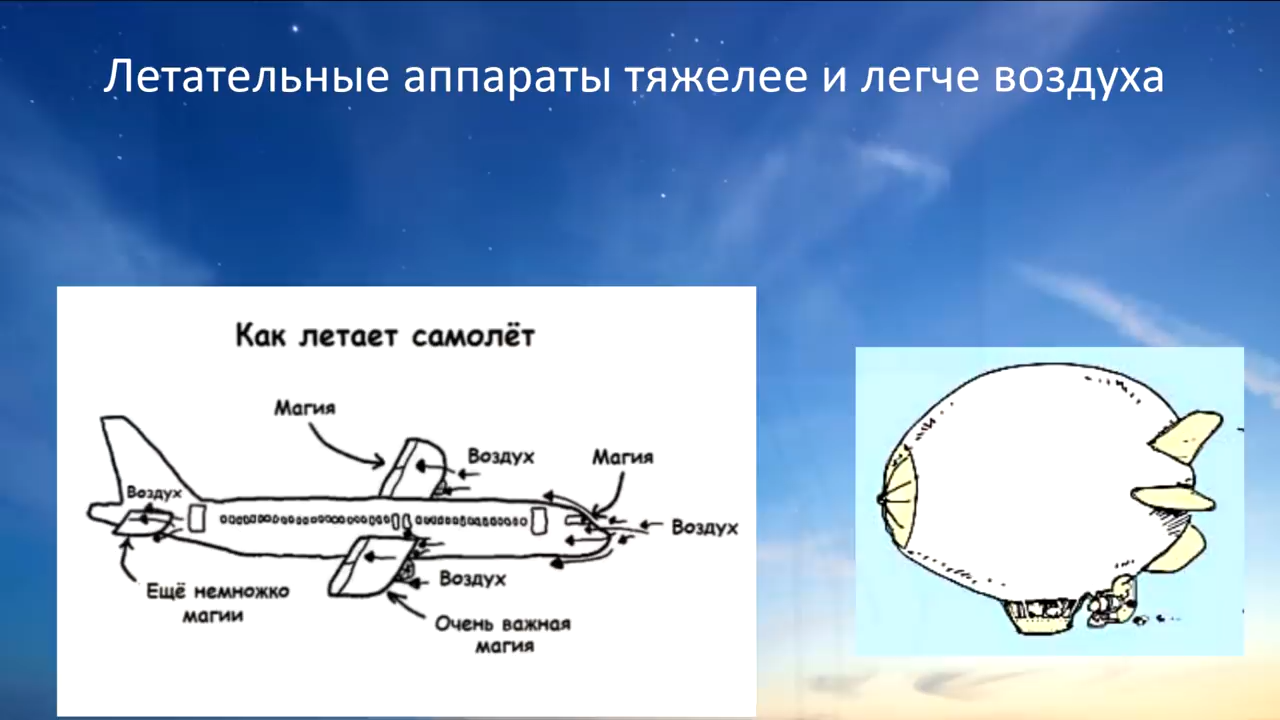 Летательные аппараты тяжелее и легче воздуха
Как летает самолёт
Магия
Воздух
Магия
Воздух
Воздух
Воздух
Ещё немножко
магии
Очень важная
магия